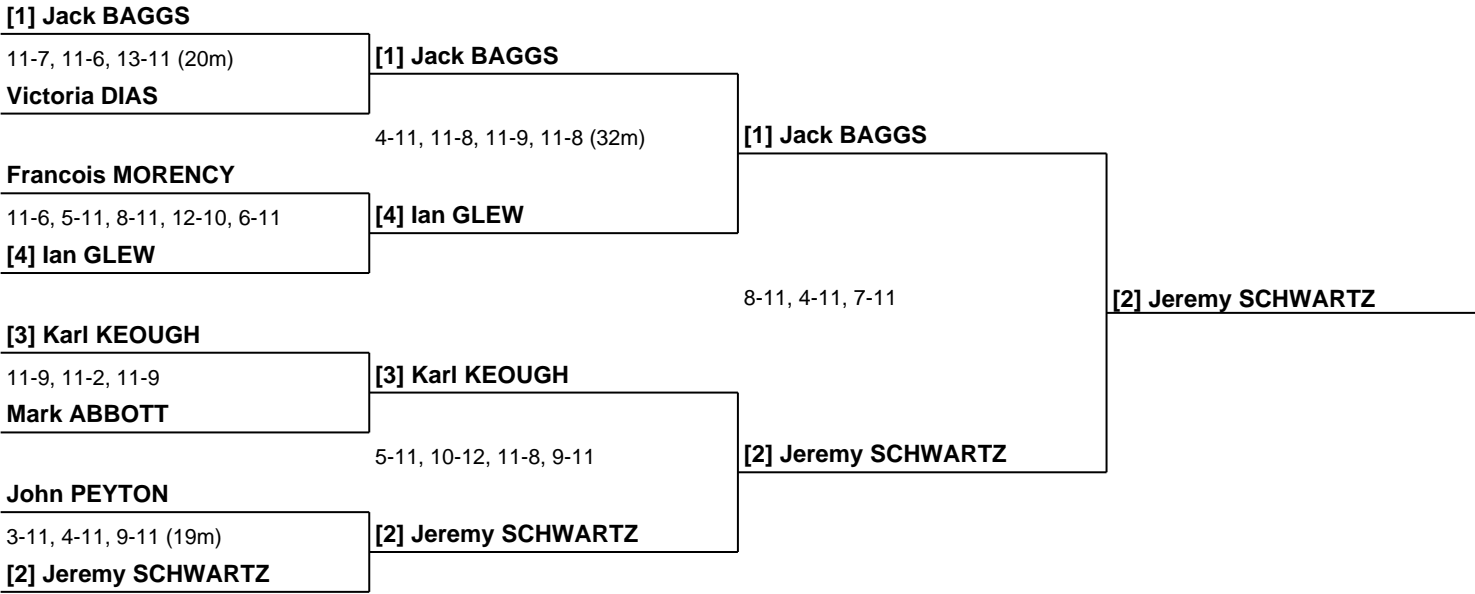 [1] Jack BAGGS
11-7, 11-6, 13-11 (20m)
Victoria DIAS
[1] Jack BAGGS
4-11, 11-8, 11-9, 11-8 (32m)
Francois MORENCY
11-6, 5-11, 8-11, 12-10, 6-11
[4] Ian GLEW
[4] Ian GLEW
[1] Jack BAGGS
8-11, 4-11, 7-11
[2] Jeremy SCHWARTZ
[3] Karl KEOUGH
11-9, 11-2, 11-9
Mark ABBOTT
[3] Karl KEOUGH
5-11, 10-12, 11-8, 9-11
[2] Jeremy SCHWARTZ
John PEYTON
3-11, 4-11, 9-11 (19m)
[2] Jeremy SCHWARTZ
[2] Jeremy SCHWARTZ